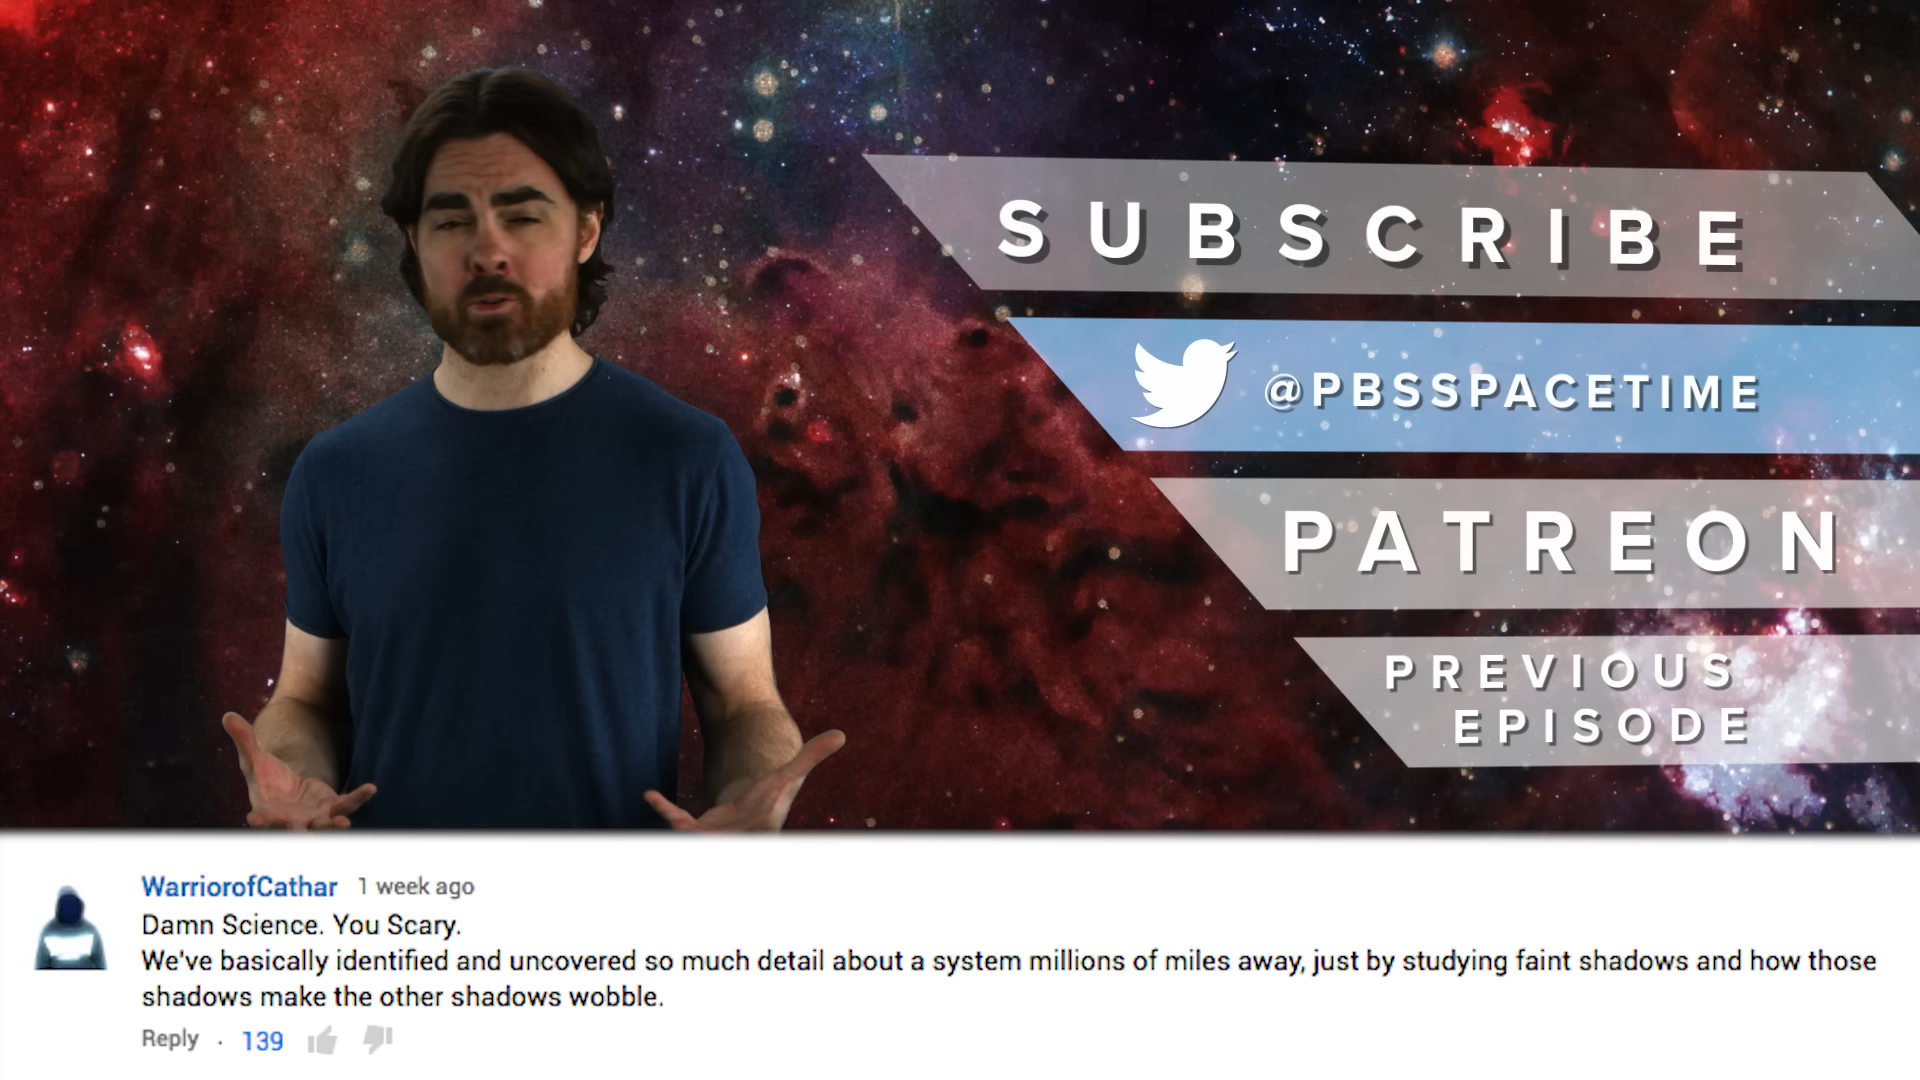 SUBSCRIBE
@PBSSPACETIME
PATREON
PREVIOUS
EPISODE
WarriorofCathar 1 week ago
Damn Science. You Scary.
We've basically identified and uncovered so much detail about a system millions of miles away, just by studying faint shadows and how those
shadows make the other shadows wobble.
Reply · 139